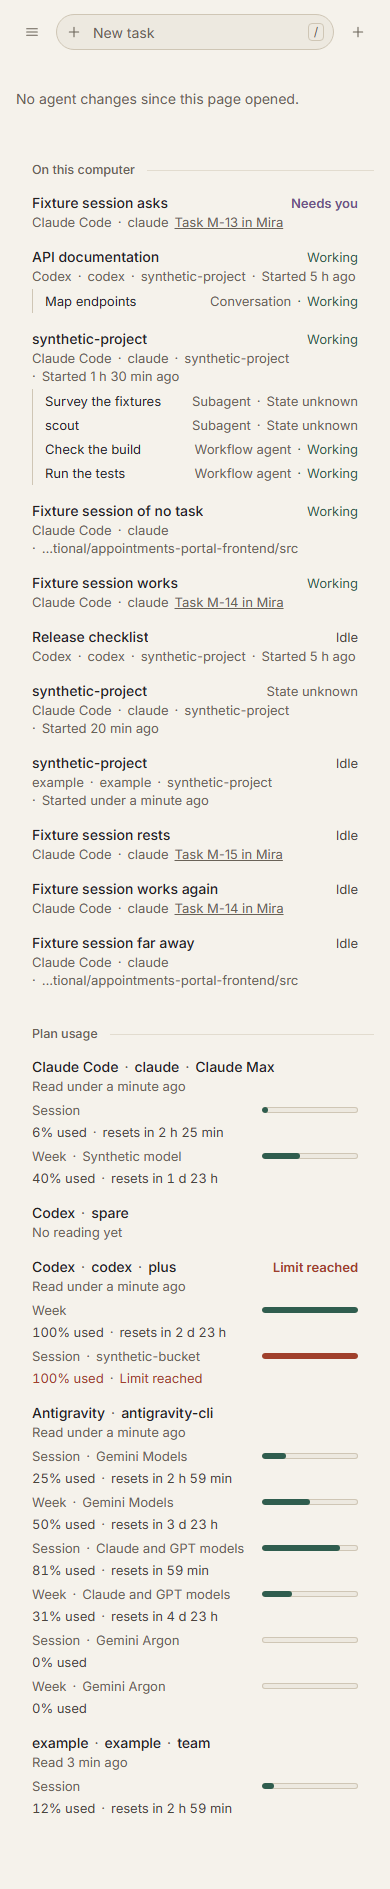 New task /
No agent changes since this page opened.
On this computer
Fixture session asks Needs you
Claude Code · claude Task M-13 in Mira
API documentation Working
Codex · codex · synthetic-project · Started 5 h ago
Map endpoints Conversation · Working
synthetic-project Working
Claude Code · claude · synthetic-project
· Started 1 h 30 min ago
Survey the fixtures Subagent · State unknown
scout Subagent · State unknown
Check the build Workflow agent · Working
Run the tests Workflow agent · Working
Fixture session of no task Working
Claude Code · claude
· ...tional/appointments-portal-frontend/src
Fixture session works Working
Claude Code · claude Task M-14 in Mira
Release checklist Idle
Codex · codex · synthetic-project · Started 5 h ago
synthetic-project State unknown
Claude Code · claude · synthetic-project
· Started 20 min ago
synthetic-project Idle
example · example · synthetic-project
· Started under a minute ago
Fixture session rests Idle
Claude Code · claude Task M-15 in Mira
Fixture session works again Idle
Claude Code · claude Task M-14 in Mira
Fixture session far away Idle
Claude Code · claude
· ...tional/appointments-portal-frontend/src
Plan usage
Claude Code · claude · Claude Max
Read under a minute ago
Session
6% used · resets in 2 h 25 min
Week · Synthetic model
40% used · resets in 1 d 23 h
Codex · spare
No reading yet
Codex · codex · plus Limit reached
Read under a minute ago
Week
100% used · resets in 2 d 23 h
Session · synthetic-bucket
100% used · Limit reached
Antigravity · antigravity-cli
Read under a minute ago
Session · Gemini Models
25% used · resets in 2 h 59 min
Week · Gemini Models
50% used · resets in 3 d 23 h
Session · Claude and GPT models
81% used · resets in 59 min
Week · Claude and GPT models
31% used · resets in 4 d 23 h
Session · Gemini Argon
0% used
Week · Gemini Argon
0% used
example · example · team
Read 3 min ago
Session
12% used · resets in 2 h 59 min